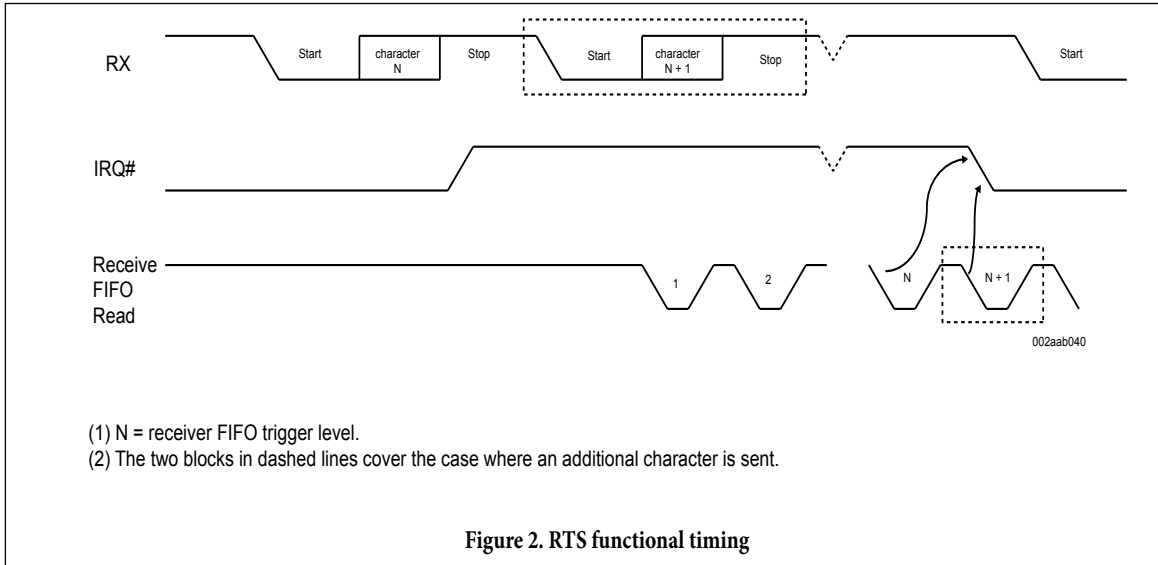 RX
Start
character
N
Stop
Start
character
N + 1
Stop
Start
IRQ#
Receive
FIFO
Read
1
2
N
N + 1
002aab040
(1) N = receiver FIFO trigger level.
(2) The two blocks in dashed lines cover the case where an additional character is sent.
Figure 2. RTS functional timing